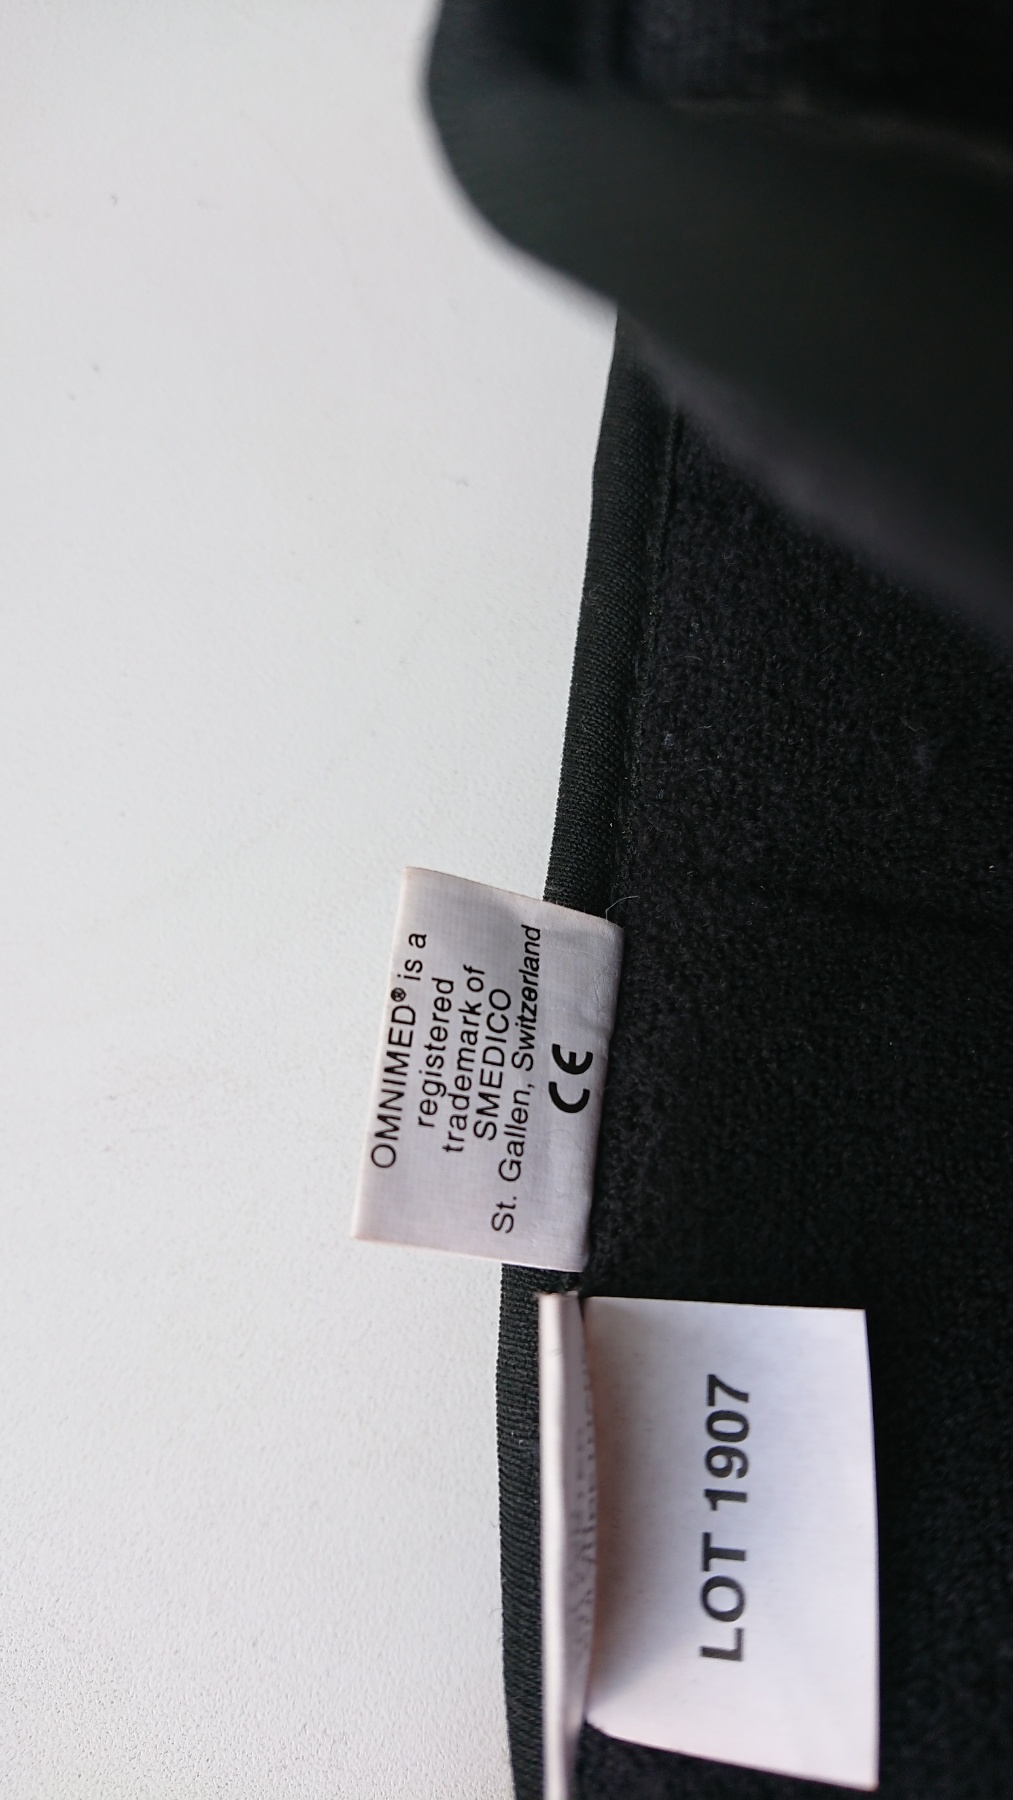 OMNIMED® is a
registered
trademark of
SMEDICO
St. Gallen, Switzerland
CE
LOT 1907